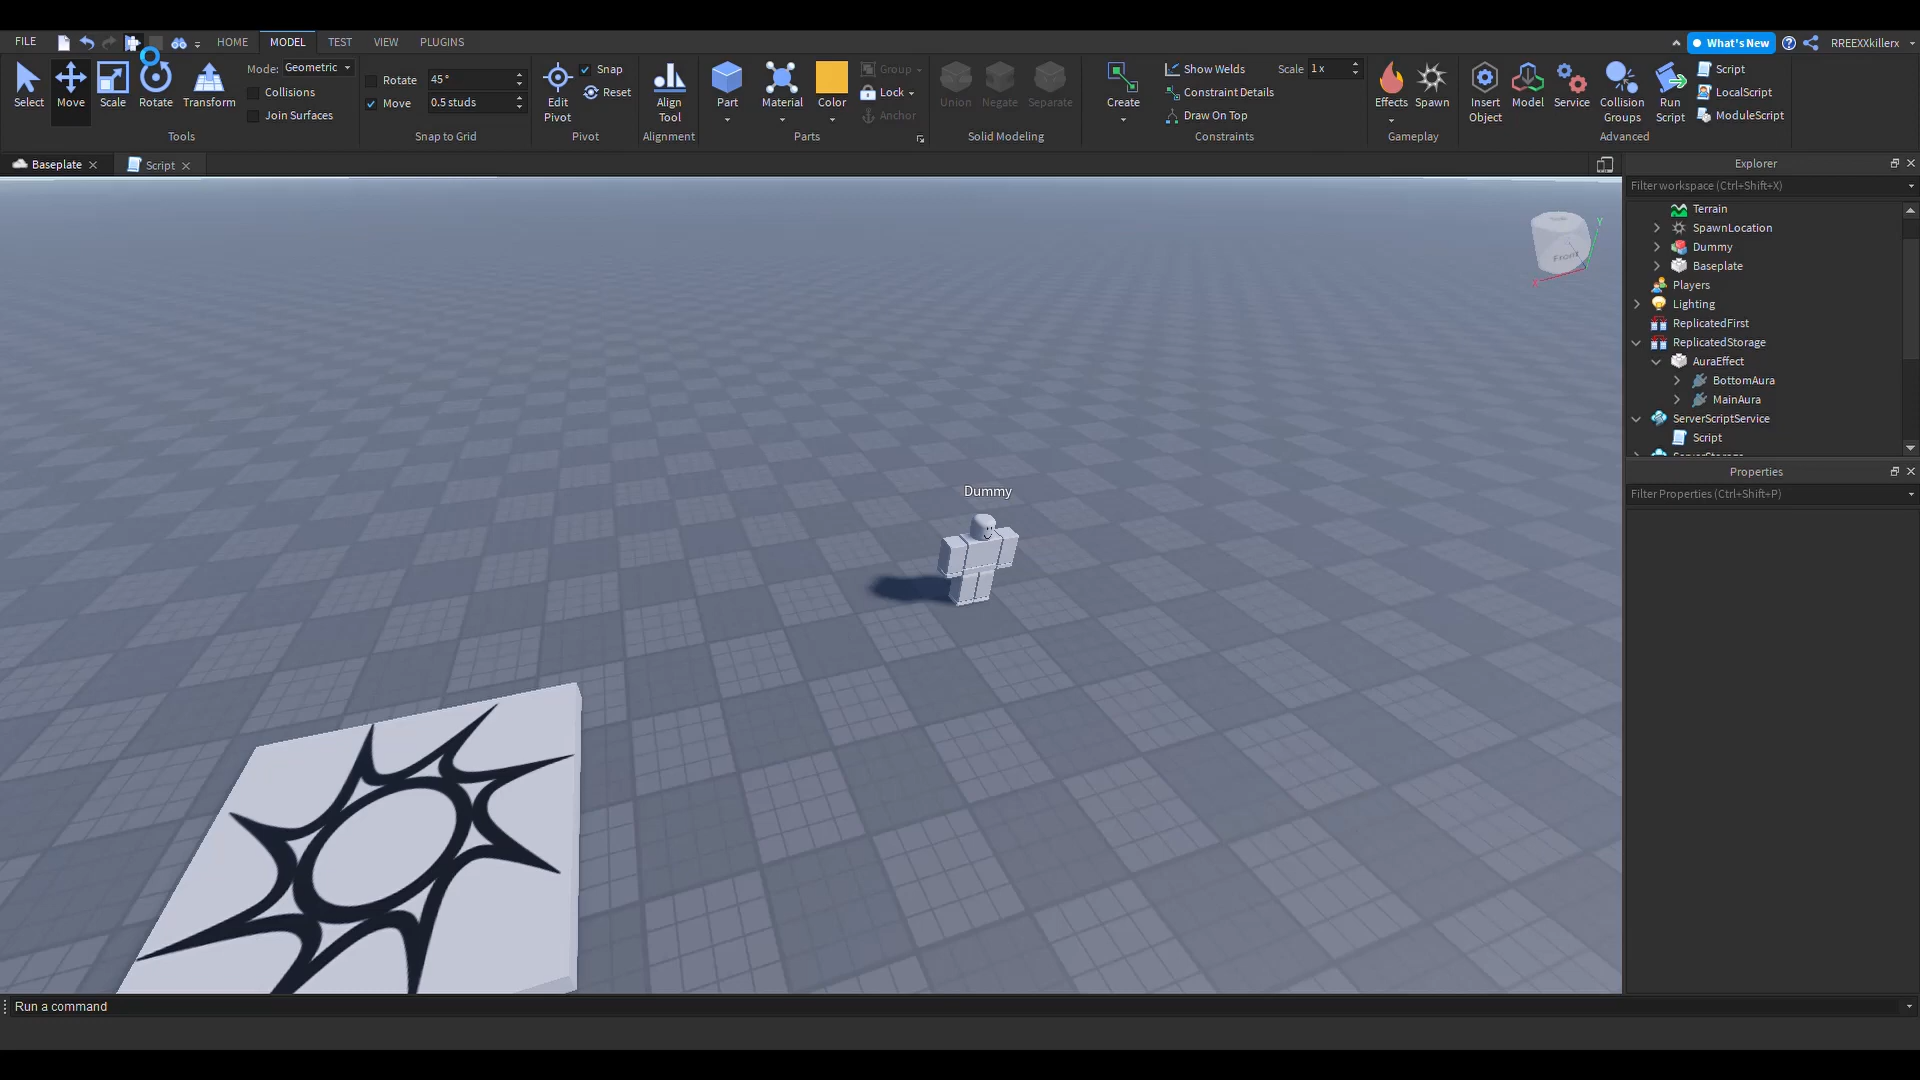 FILE
HOME
MODEL
TEST
VIEW
PLUGINS
What's New
RREEXXkillerx
Select
Move
Scale
Rotate
Transform
Mode: Geometric
Collisions
Join Surfaces
Tools
Rotate 45°
Move 0.5 studs
Snap to Grid
Edit
Pivot
Snap
Reset
Pivot
Align
Tool
Alignment
Part
Material
Color
Group
Lock
Anchor
Parts
Union
Negate
Separate
Solid Modeling
Create
Show Welds
Scale 1 x
Constraint Details
Draw On Top
Constraints
Effects
Spawn
Gameplay
Insert
Object
Model
Service
Collision
Groups
Run
Script
Script
LocalScript
ModuleScript
Advanced
Baseplate
Script
Explorer
Filter workspace (Ctrl+Shift+X)
Terrain
SpawnLocation
Dummy
Baseplate
Players
Lighting
ReplicatedFirst
ReplicatedStorage
AuraEffect
BottomAura
MainAura
ServerScriptService
Script
Properties
Filter Properties (Ctrl+Shift+P)
Front
X
Y
Dummy
Run a command